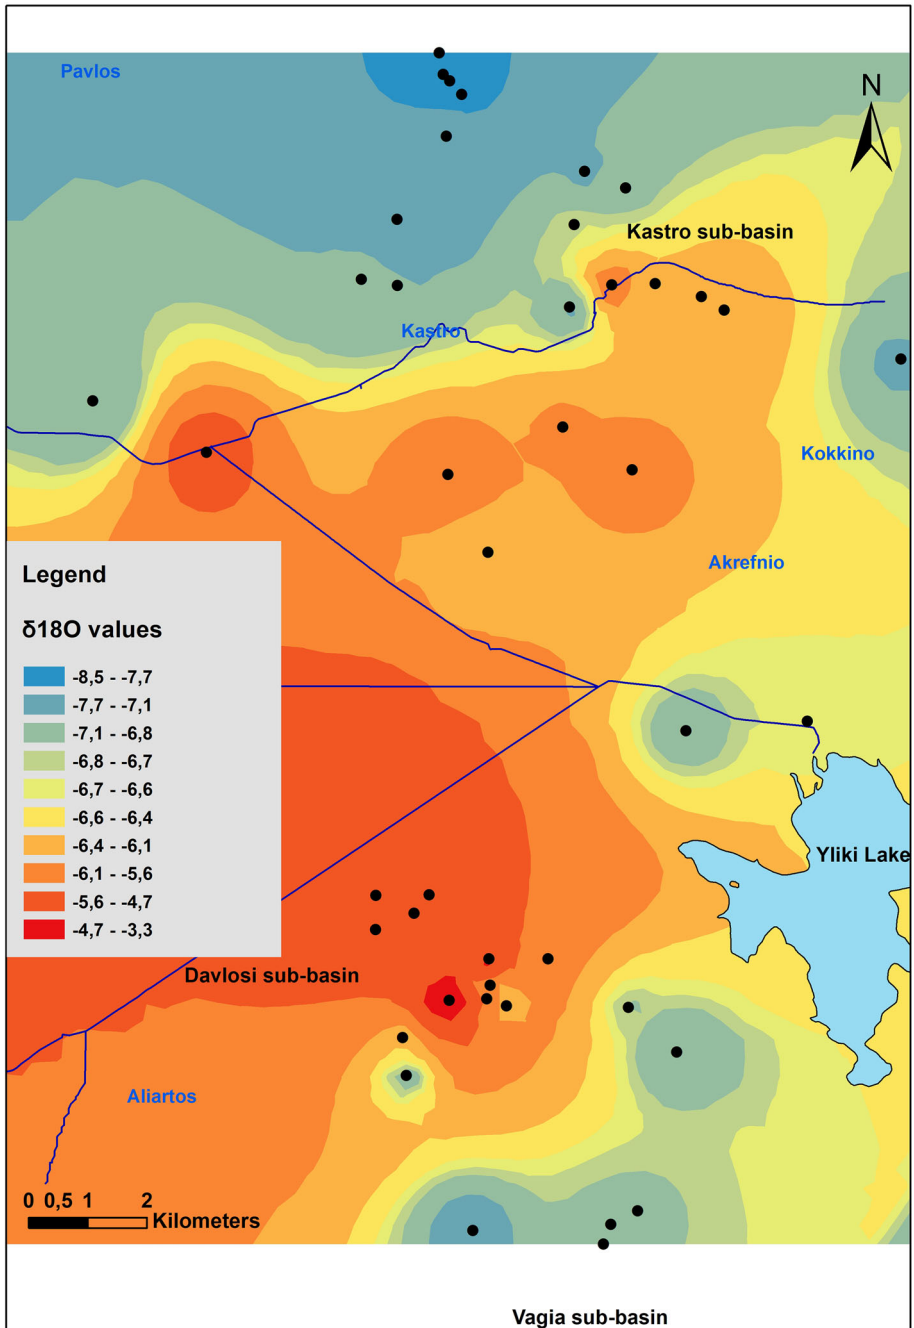 Pavlos
N
Kastro sub-basin
Kastro
Kokkino
Akrefnio
Legend
δ18O values
-8,5 - -7,7
-7,7 - -7,1
-7,1 - -6,8
-6,8 - -6,7
-6,7 - -6,6
-6,6 - -6,4
-6,4 - -6,1
-6,1 - -5,6
-5,6 - -4,7
-4,7 - -3,3
Yliki Lake
Davlosi sub-basin
Aliartos
0 0,5 1 2
Kilometers
Vagia sub-basin